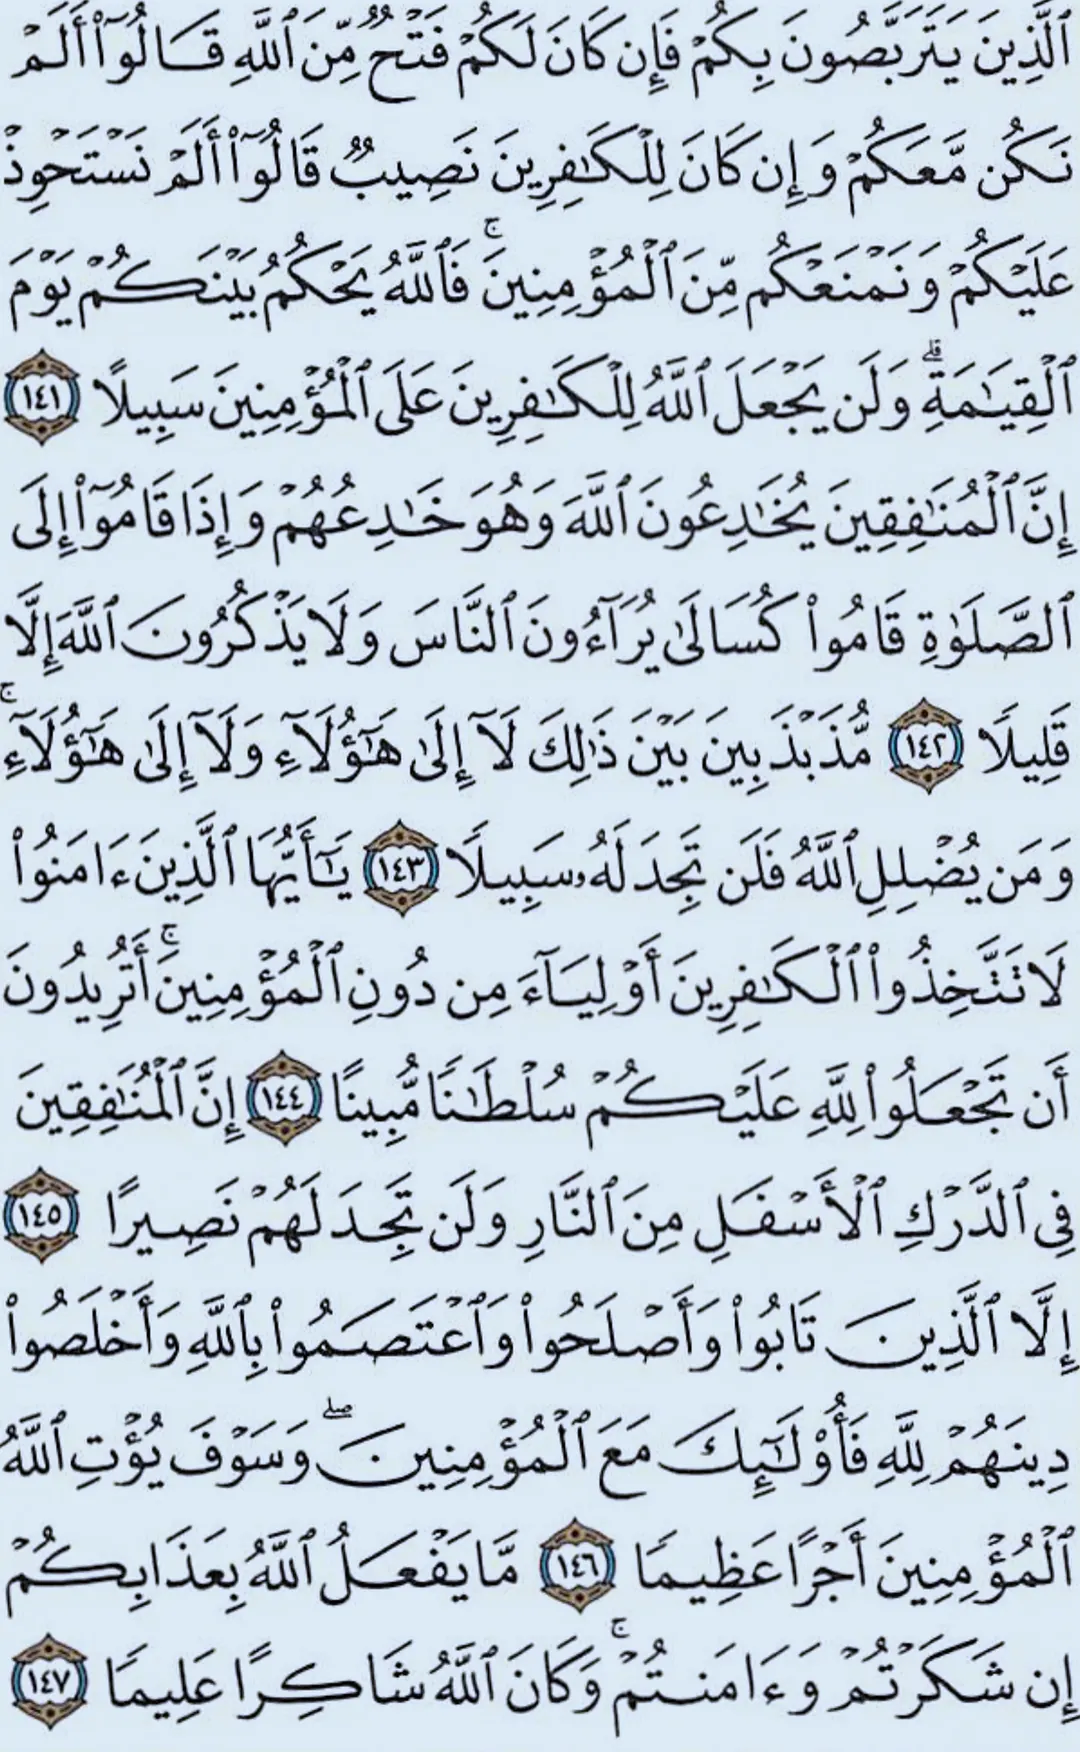 ٱلَّذِينَ يَتَرَبَّصُونَ بِكُمْ فَإِن كَانَ لَكُمْ فَتْحٌ مِّنَ ٱللَّهِ قَالُوٓا۟ أَلَمْ
نَكُن مَّعَكُمْ وَإِن كَانَ لِلْكَـٰفِرِينَ نَصِيبٌ قَالُوٓا۟ أَلَمْ نَسْتَحْوِذْ
عَلَيْكُمْ وَنَمْنَعْكُم مِّنَ ٱلْمُؤْمِنِينَ ۚ فَٱللَّهُ يَحْكُمُ بَيْنَكُمْ يَوْمَ
ٱلْقِيَـٰمَةِ ۗ وَلَن يَجْعَلَ ٱللَّهُ لِلْكَـٰفِرِينَ عَلَى ٱلْمُؤْمِنِينَ سَبِيلًا ١٤١
إِنَّ ٱلْمُنَـٰفِقِينَ يُخَـٰدِعُونَ ٱللَّهَ وَهُوَ خَـٰدِعُهُمْ وَإِذَا قَامُوٓا۟ إِلَى
ٱلصَّلَوٰةِ قَامُوا۟ كُسَالَىٰ يُرَآءُونَ ٱلنَّاسَ وَلَا يَذْكُرُونَ ٱللَّهَ إِلَّا
قَلِيلًا ١٤٢ مُّذَبْذَبِينَ بَيْنَ ذَٰلِكَ لَآ إِلَىٰ هَـٰٓؤُلَآءِ وَلَآ إِلَىٰ هَـٰٓؤُلَآءِ ۚ
وَمَن يُضْلِلِ ٱللَّهُ فَلَن تَجِدَ لَهُۥ سَبِيلًا ١٤٣ يَـٰٓأَيُّهَا ٱلَّذِينَ ءَامَنُوا۟
لَا تَتَّخِذُوا۟ ٱلْكَـٰفِرِينَ أَوْلِيَآءَ مِن دُونِ ٱلْمُؤْمِنِينَ ۚ أَتُرِيدُونَ
أَن تَجْعَلُوا۟ لِلَّهِ عَلَيْكُمْ سُلْطَـٰنًا مُّبِينًا ١٤٤ إِنَّ ٱلْمُنَـٰفِقِينَ
فِى ٱلدَّرْكِ ٱلْأَسْفَلِ مِنَ ٱلنَّارِ وَلَن تَجِدَ لَهُمْ نَصِيرًا ١٤٥
إِلَّا ٱلَّذِينَ تَابُوا۟ وَأَصْلَحُوا۟ وَٱعْتَصَمُوا۟ بِٱللَّهِ وَأَخْلَصُوا۟
دِينَهُمْ لِلَّهِ فَأُو۟لَـٰٓئِكَ مَعَ ٱلْمُؤْمِنِينَ ۖ وَسَوْفَ يُؤْتِ ٱللَّهُ
ٱلْمُؤْمِنِينَ أَجْرًا عَظِيمًا ١٤٦ مَّا يَفْعَلُ ٱللَّهُ بِعَذَابِكُمْ
إِن شَكَرْتُمْ وَءَامَنتُمْ ۚ وَكَانَ ٱللَّهُ شَاكِرًا عَلِيمًا ١٤٧